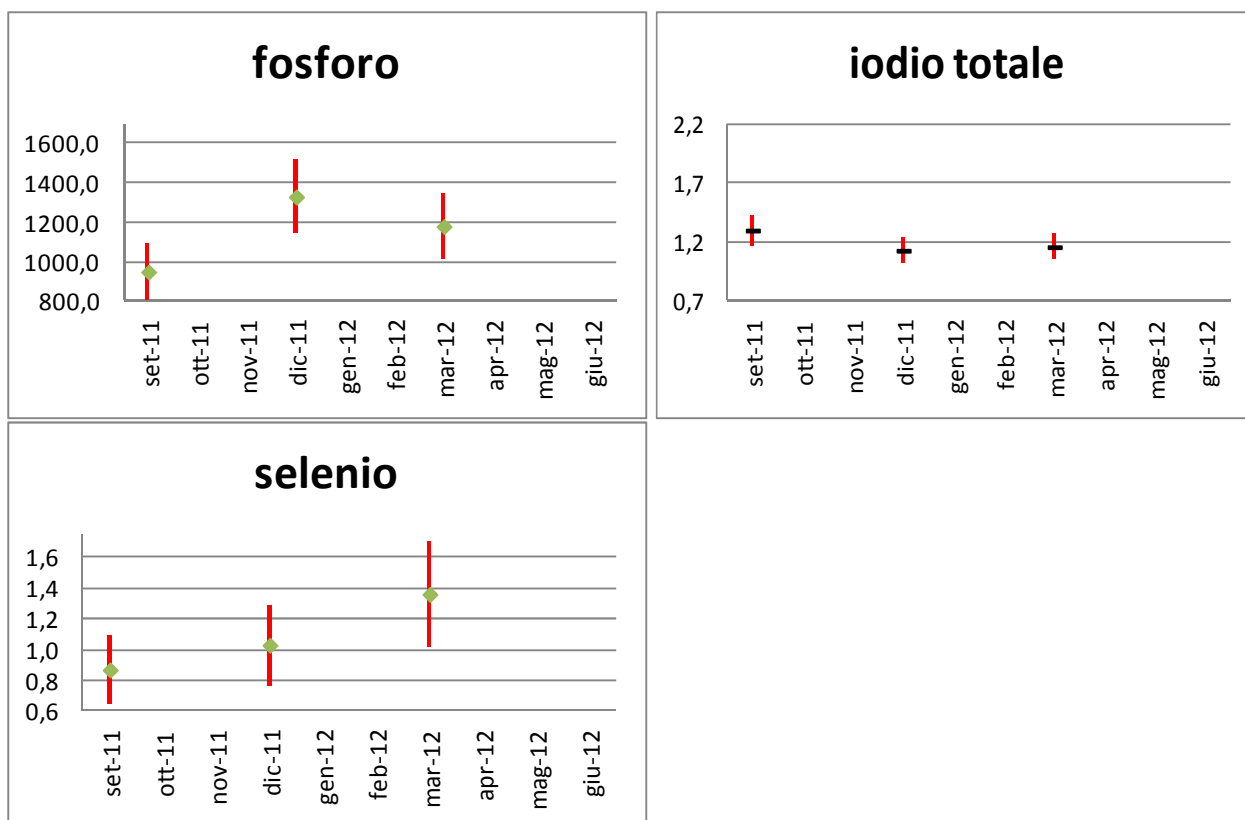 fosforo
1600,0
1400,0
1200,0
1000,0
800,0
set-11
ott-11
nov-11
dic-11
gen-12
feb-12
mar-12
apr-12
mag-12
giu-12
iodio totale
2,2
1,7
1,2
0,7
set-11
ott-11
nov-11
dic-11
gen-12
feb-12
mar-12
apr-12
mag-12
giu-12
selenio
1,6
1,4
1,2
1,0
0,8
0,6
set-11
ott-11
nov-11
dic-11
gen-12
feb-12
mar-12
apr-12
mag-12
giu-12